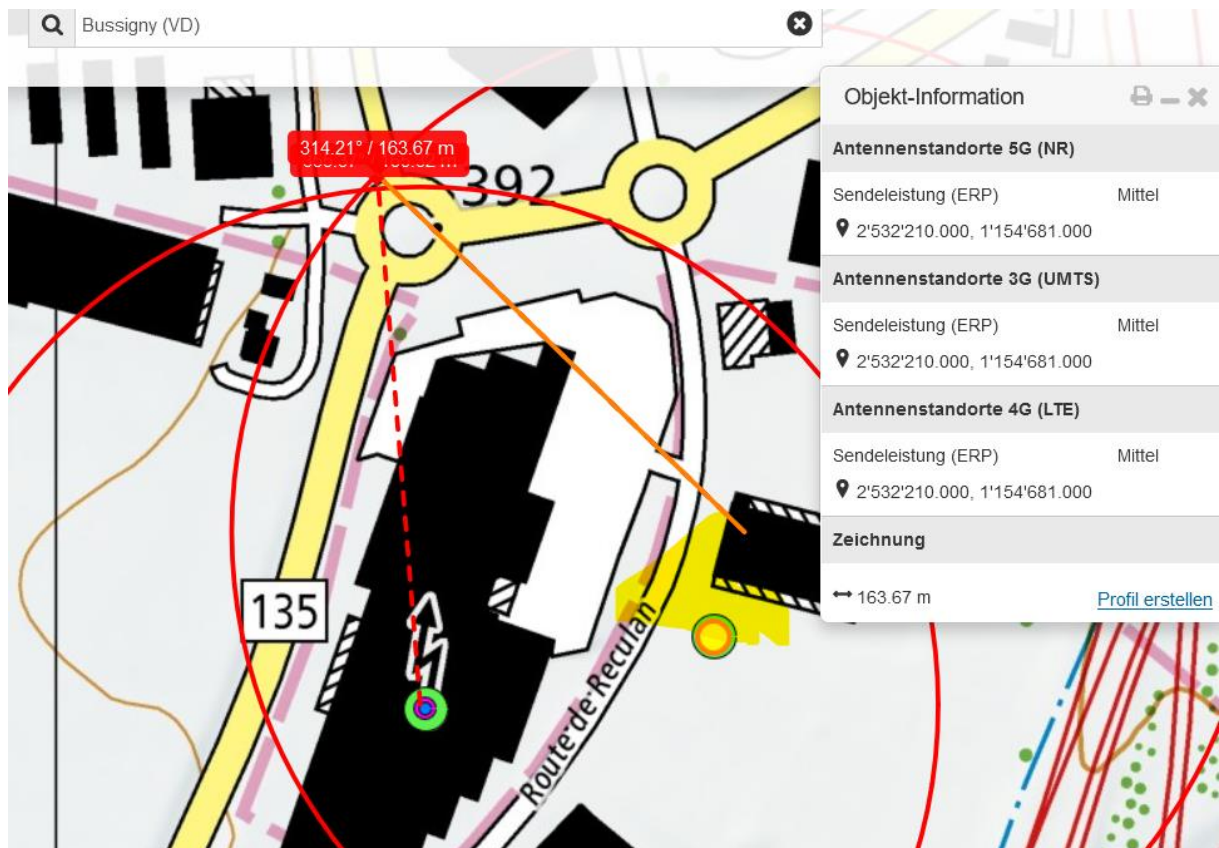 Bussigny (VD)
Objekt-Information
Antennenstandorte 5G (NR)
Sendeleistung (ERP) Mittel
2'532'210.000, 1'154'681.000
Antennenstandorte 3G (UMTS)
Sendeleistung (ERP) Mittel
2'532'210.000, 1'154'681.000
Antennenstandorte 4G (LTE)
Sendeleistung (ERP) Mittel
2'532'210.000, 1'154'681.000
Zeichnung
163.67 m Profil erstellen
314.21° / 163.67 m
392
135
Route de Reculan